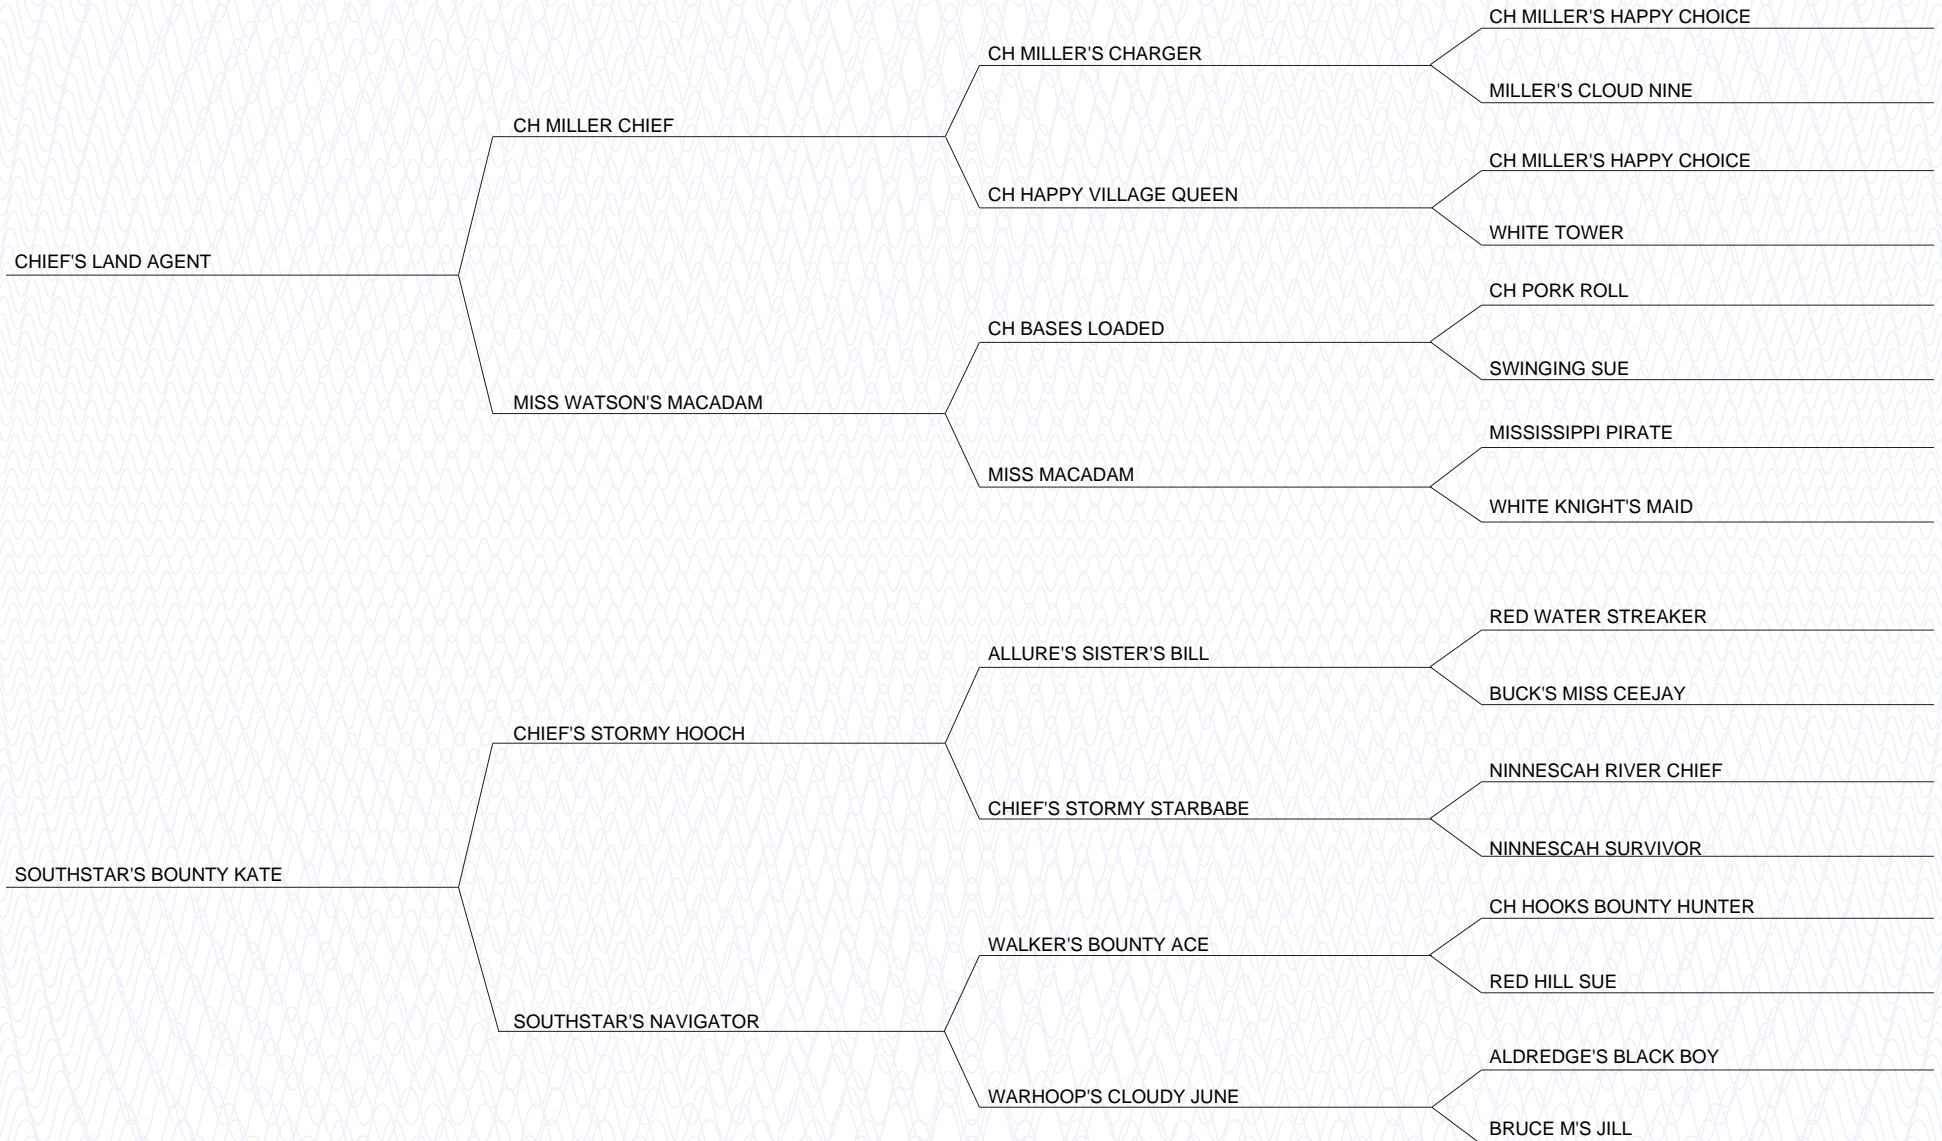 CH MILLER'S HAPPY CHOICE
CH MILLER'S CHARGER
MILLER'S CLOUD NINE
CH MILLER CHIEF
CH MILLER'S HAPPY CHOICE
CH HAPPY VILLAGE QUEEN
WHITE TOWER
CHIEF'S LAND AGENT
CH PORK ROLL
CH BASES LOADED
SWINGING SUE
MISS WATSON'S MACADAM
MISSISSIPPI PIRATE
MISS MACADAM
WHITE KNIGHT'S MAID
RED WATER STREAKER
ALLURE'S SISTER'S BILL
BUCK'S MISS CEEJAY
CHIEF'S STORMY HOOCH
NINNESCAH RIVER CHIEF
CHIEF'S STORMY STARBABE
NINNESCAH SURVIVOR
SOUTHSTAR'S BOUNTY KATE
CH HOOKS BOUNTY HUNTER
WALKER'S BOUNTY ACE
RED HILL SUE
SOUTHSTAR'S NAVIGATOR
ALDREDGE'S BLACK BOY
WARHOOP'S CLOUDY JUNE
BRUCE M'S JILL